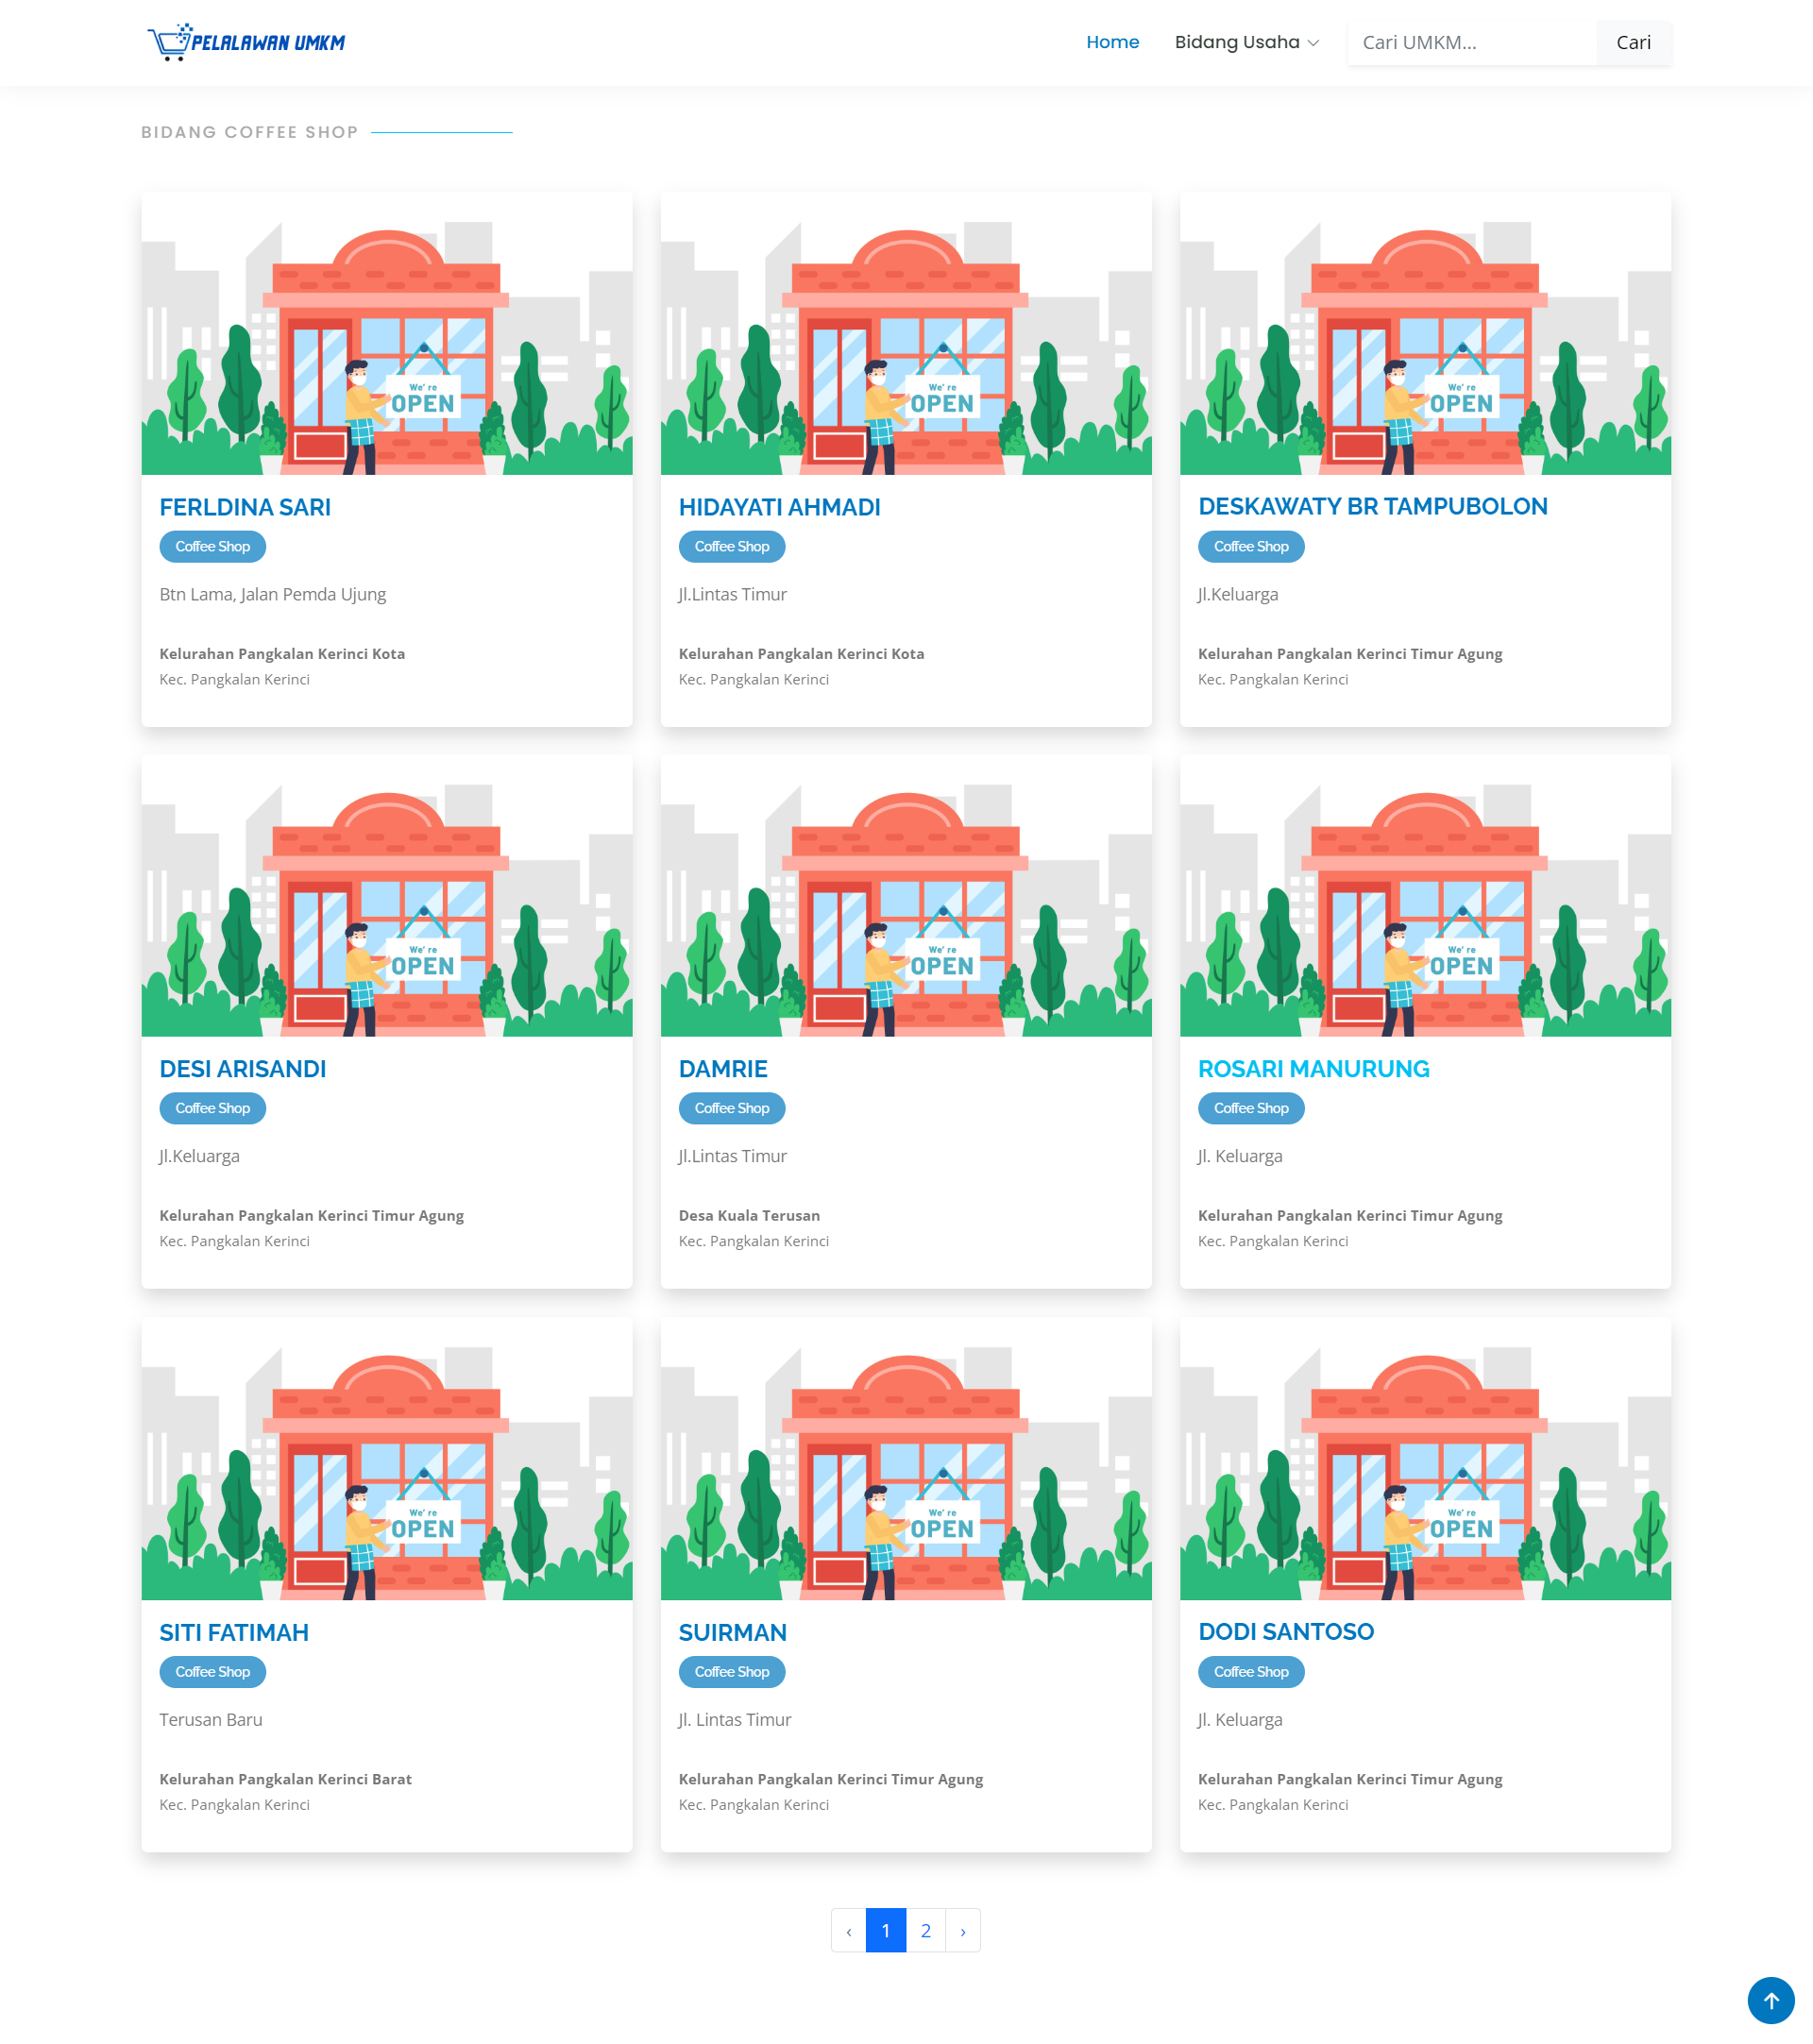 PELALAWAN UMKM
Home
Bidang Usaha
Cari UMKM...
Cari
BIDANG COFFEE SHOP
We' re
OPEN
We' re
OPEN
We' re
OPEN
FERLDINA SARI
Coffee Shop
Btn Lama, Jalan Pemda Ujung
Kelurahan Pangkalan Kerinci Kota
Kec. Pangkalan Kerinci
HIDAYATI AHMADI
Coffee Shop
Jl.Lintas Timur
Kelurahan Pangkalan Kerinci Kota
Kec. Pangkalan Kerinci
DESKAWATY BR TAMPUBOLON
Coffee Shop
Jl.Keluarga
Kelurahan Pangkalan Kerinci Timur Agung
Kec. Pangkalan Kerinci
We' re
OPEN
We' re
OPEN
We' re
OPEN
DESI ARISANDI
Coffee Shop
Jl.Keluarga
Kelurahan Pangkalan Kerinci Timur Agung
Kec. Pangkalan Kerinci
DAMRIE
Coffee Shop
Jl.Lintas Timur
Desa Kuala Terusan
Kec. Pangkalan Kerinci
ROSARI MANURUNG
Coffee Shop
Jl. Keluarga
Kelurahan Pangkalan Kerinci Timur Agung
Kec. Pangkalan Kerinci
We' re
OPEN
We' re
OPEN
We' re
OPEN
SITI FATIMAH
Coffee Shop
Terusan Baru
Kelurahan Pangkalan Kerinci Barat
Kec. Pangkalan Kerinci
SUIRMAN
Coffee Shop
Jl. Lintas Timur
Kelurahan Pangkalan Kerinci Timur Agung
Kec. Pangkalan Kerinci
DODI SANTOSO
Coffee Shop
Jl. Keluarga
Kelurahan Pangkalan Kerinci Timur Agung
Kec. Pangkalan Kerinci
‹ 1 2 ›